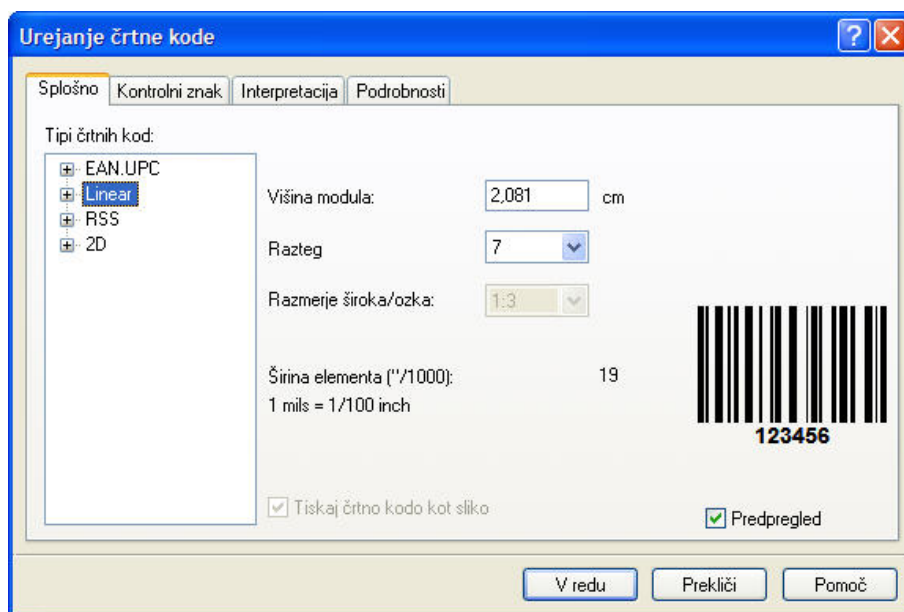 Urejanje črtne kode
Splošno Kontrolni znak Interpretacija Podrobnosti
Tipi črtnih kod:
EAN.UPC
Linear
RSS
2D
Višina modula: 2,081 cm
Razteg 7
Razmerje široka/ozka: 1:3
Širina elementa ("/1000): 19
1 mils = 1/100 inch
123456
Tiskaj črtno kodo kot sliko
Predpregled
V redu Prekliči Pomoč